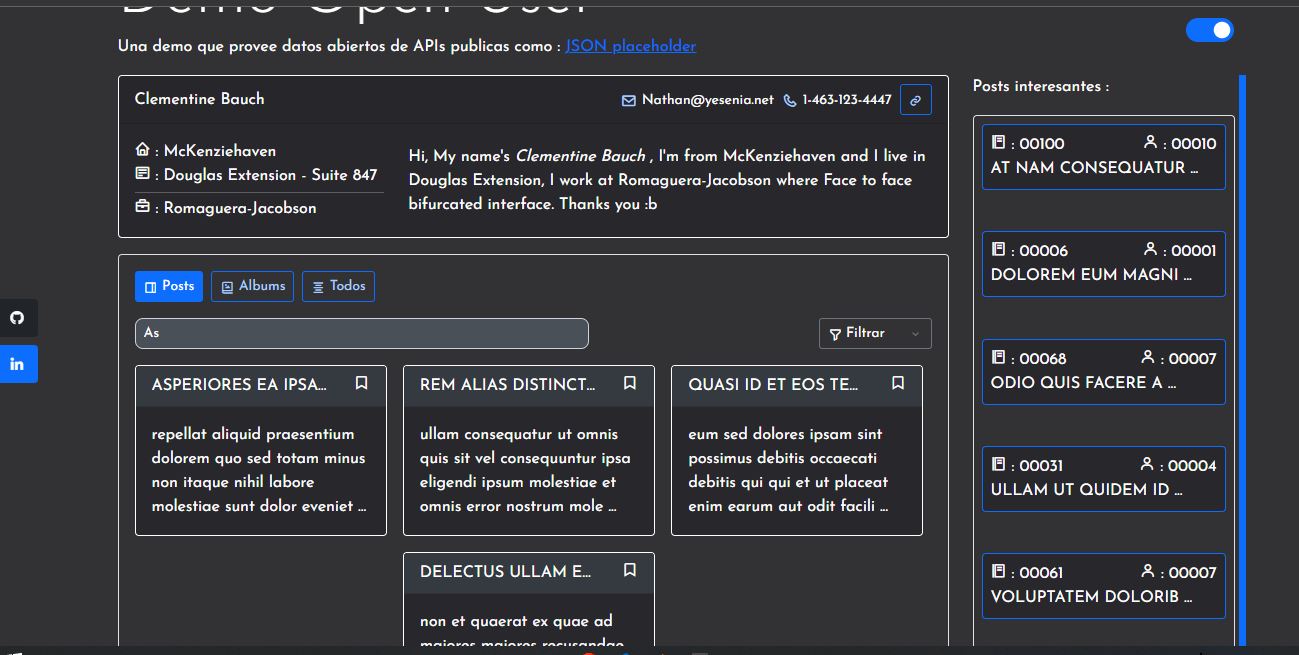 Demo Open User
Una demo que provee datos abiertos de APIs publicas como : JSON placeholder
Clementine Bauch
Nathan@yesenia.net 1-463-123-4447
: McKenziehaven
: Douglas Extension - Suite 847
: Romaguera-Jacobson
Hi, My name's Clementine Bauch , I'm from McKenziehaven and I live in
Douglas Extension, I work at Romaguera-Jacobson where Face to face
bifurcated interface. Thanks you :b
Posts Albums Todos
As
Filtrar
ASPERIORES EA IPSA...
repellat aliquid praesentium
dolorem quo sed totam minus
non itaque nihil labore
molestiae sunt dolor eveniet ...
REM ALIAS DISTINCT...
ullam consequatur ut omnis
quis sit vel consequuntur ipsa
eligendi ipsum molestiae et
omnis error nostrum mole ...
QUASI ID ET EOS TE...
eum sed dolores ipsam sint
possimus debitis occaecati
debitis qui qui et ut placeat
enim earum aut odit facili ...
DELECTUS ULLAM E...
non et quaerat ex quae ad
maiores maiores recusandae
Posts interesantes :
: 00100 : 00010
AT NAM CONSEQUATUR ...
: 00006 : 00001
DOLOREM EUM MAGNI ...
: 00068 : 00007
ODIO QUIS FACERE A ...
: 00031 : 00004
ULLAM UT QUIDEM ID ...
: 00061 : 00007
VOLUPTATEM DOLORIB ...
in